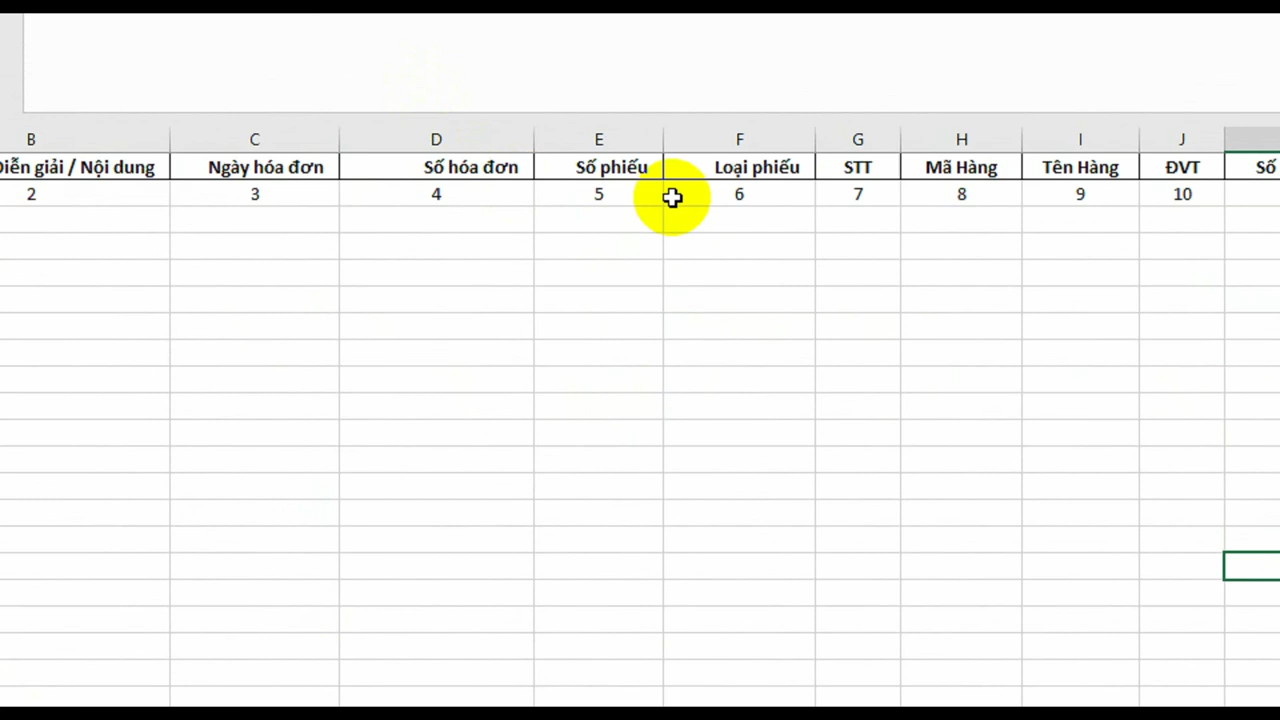 B C D E F G H I J
Diễn giải / Nội dung Ngày hóa đơn Số hóa đơn Số phiếu Loại phiếu STT Mã Hàng Tên Hàng ĐVT Số
2 3 4 5 6 7 8 9 10